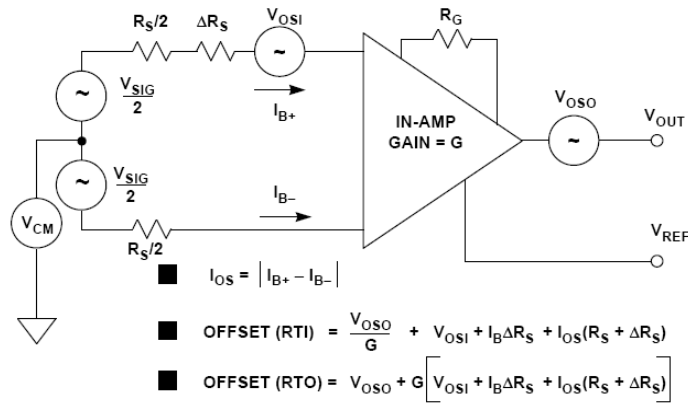 R_S/2
ΔR_S
V_OSI
R_G
~
~
V_SIG
2
I_B+
IN-AMP
GAIN = G
V_OSO
~
V_OUT
~
V_SIG
2
V_CM
I_B–
R_S/2
V_REF
I_OS = | I_B+ – I_B– |
OFFSET (RTI) = V_OSO/G + V_OSI + I_BΔR_S + I_OS(R_S + ΔR_S)
OFFSET (RTO) = V_OSO + G[V_OSI + I_BΔR_S + I_OS(R_S + ΔR_S)]